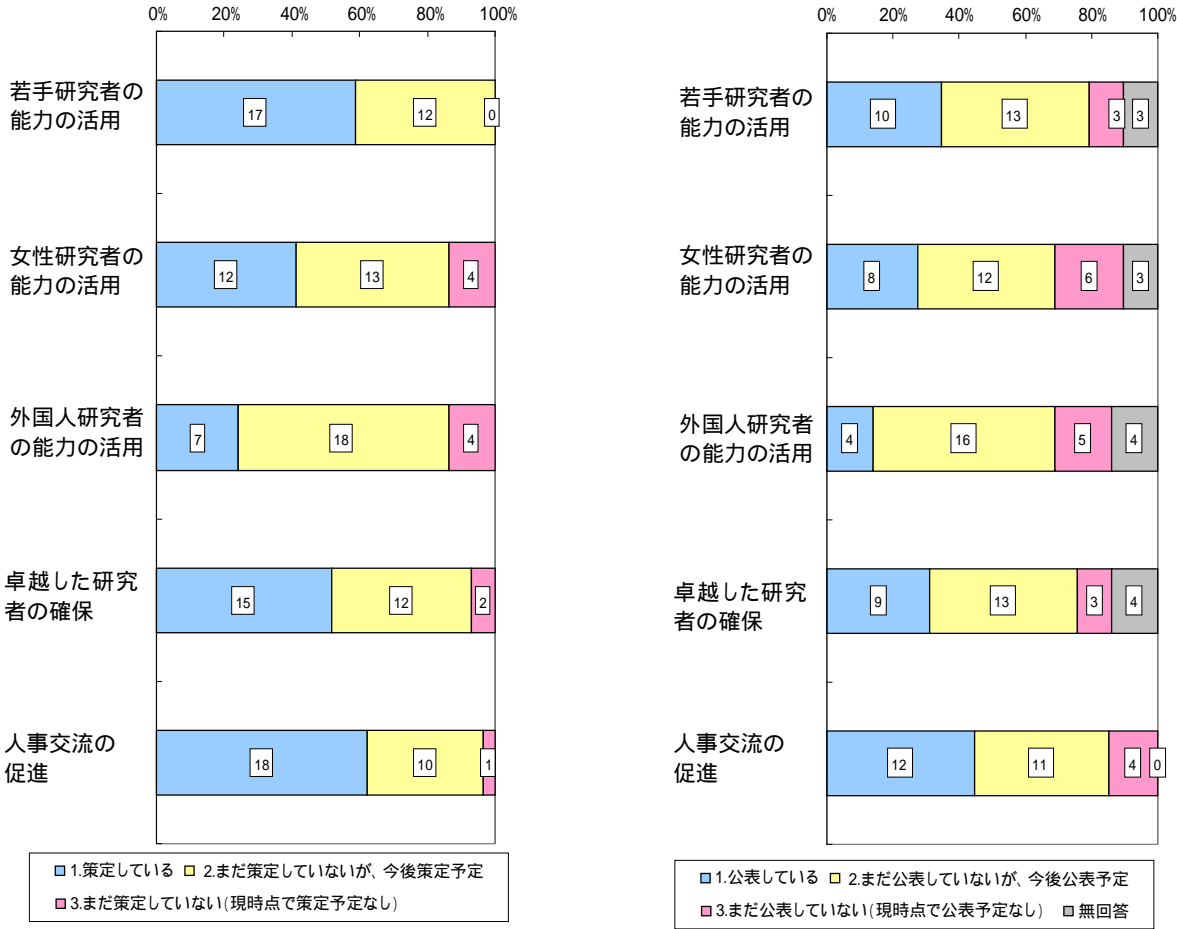 0% 20% 40% 60% 80% 100%
若手研究者の
能力の活用
17 12 0
女性研究者の
能力の活用
12 13 4
外国人研究者
の能力の活用
7 18 4
卓越した研究
者の確保
15 12 2
人事交流の
促進
18 10 1
1.策定している 2.まだ策定していないが、今後策定予定
3.まだ策定していない(現時点で策定予定なし)
0% 20% 40% 60% 80% 100%
若手研究者の
能力の活用
10 13 3 3
女性研究者の
能力の活用
8 12 6 3
外国人研究者
の能力の活用
4 16 5 4
卓越した研究
者の確保
9 13 3 4
人事交流の
促進
12 11 4 0
1.公表している 2.まだ公表していないが、今後公表予定
3.まだ公表していない(現時点で公表予定なし) 無回答